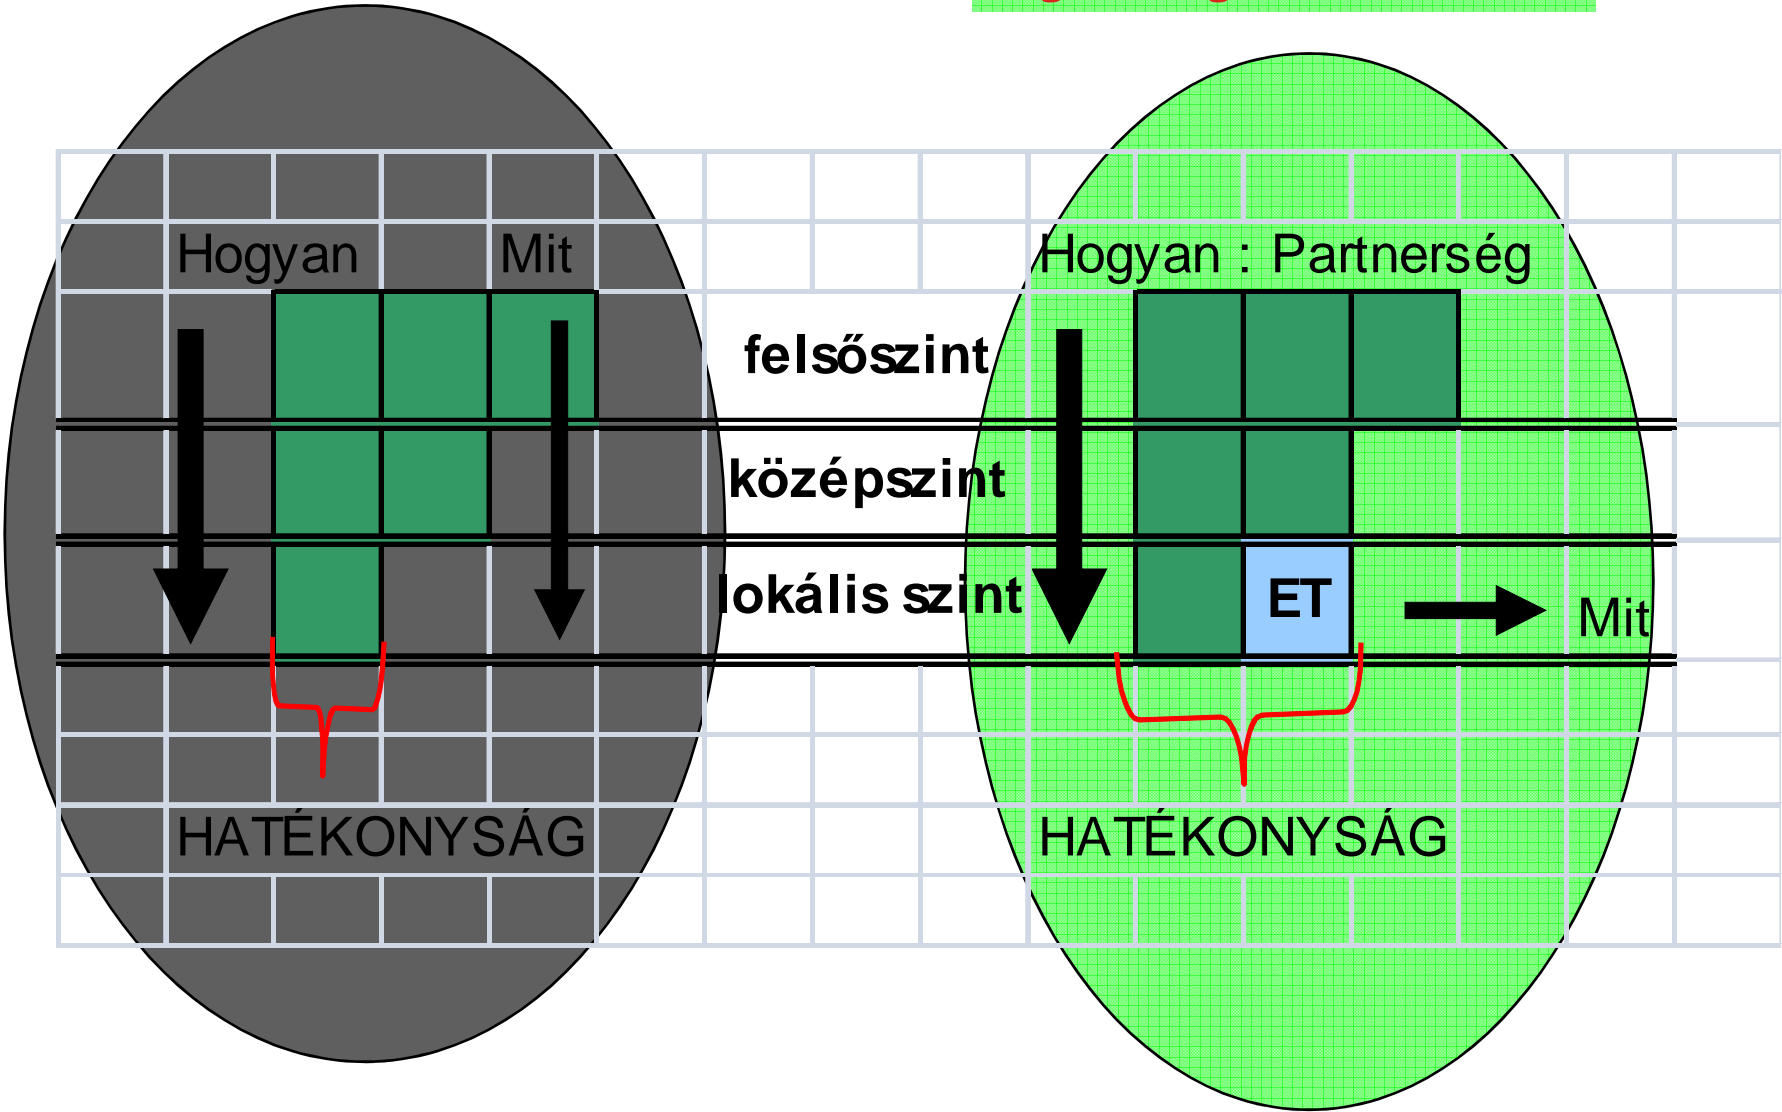 Hogyan Mit
Hogyan : Partnerség
felsőszint
középszint
lokális szint
ET
Mit
HATÉKONYSÁG
HATÉKONYSÁG